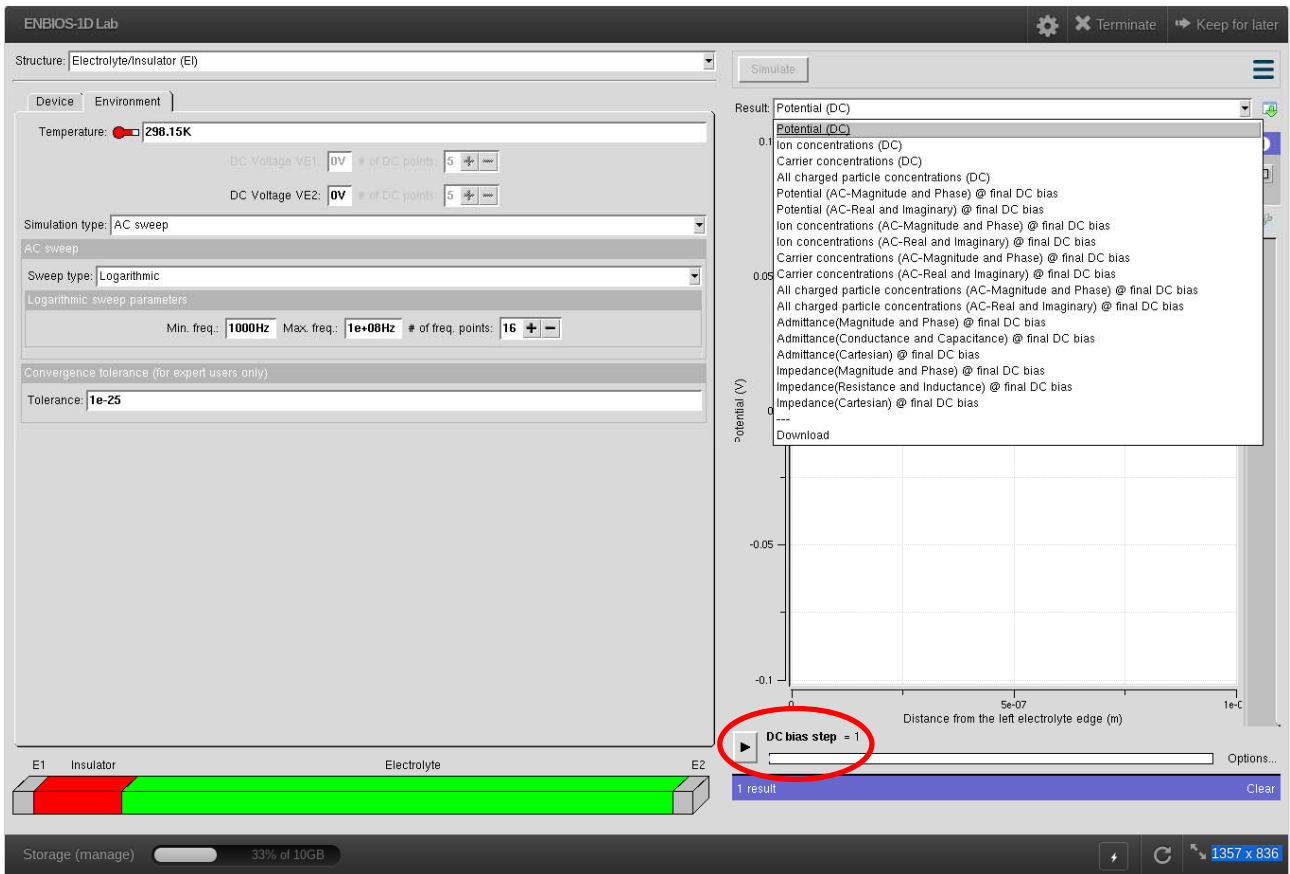 ENBIOS-1D Lab
Terminate
Keep for later
Structure: Electrolyte/Insulator (EI)
Device
Environment
Temperature: 298.15K
DC Voltage VE1: 0V # of DC points: 5
DC Voltage VE2: 0V # of DC points: 5
Simulation type: AC sweep
AC sweep
Sweep type: Logarithmic
Logarithmic sweep parameters
Min. freq.: 1000Hz Max. freq.: 1e+08Hz # of freq. points: 16
Convergence tolerance (for expert users only)
Tolerance: 1e-25
E1 Insulator Electrolyte E2
Simulate
Result: Potential (DC)
Potential (DC)
Ion concentrations (DC)
Carrier concentrations (DC)
All charged particle concentrations (DC)
Potential (AC-Magnitude and Phase) @ final DC bias
Potential (AC-Real and Imaginary) @ final DC bias
Ion concentrations (AC-Magnitude and Phase) @ final DC bias
Ion concentrations (AC-Real and Imaginary) @ final DC bias
Carrier concentrations (AC-Magnitude and Phase) @ final DC bias
Carrier concentrations (AC-Real and Imaginary) @ final DC bias
All charged particle concentrations (AC-Magnitude and Phase) @ final DC bias
All charged particle concentrations (AC-Real and Imaginary) @ final DC bias
Admittance(Magnitude and Phase) @ final DC bias
Admittance(Conductance and Capacitance) @ final DC bias
Admittance(Cartesian) @ final DC bias
Impedance(Magnitude and Phase) @ final DC bias
Impedance(Resistance and Inductance) @ final DC bias
Impedance(Cartesian) @ final DC bias
---
Download
0.1
0.05
0
-0.05
-0.1
Potential (V)
0 5e-07
Distance from the left electrolyte edge (m)
DC bias step = 1
Options...
1 result
Clear
Storage (manage)
33% of 10GB
1357 x 836